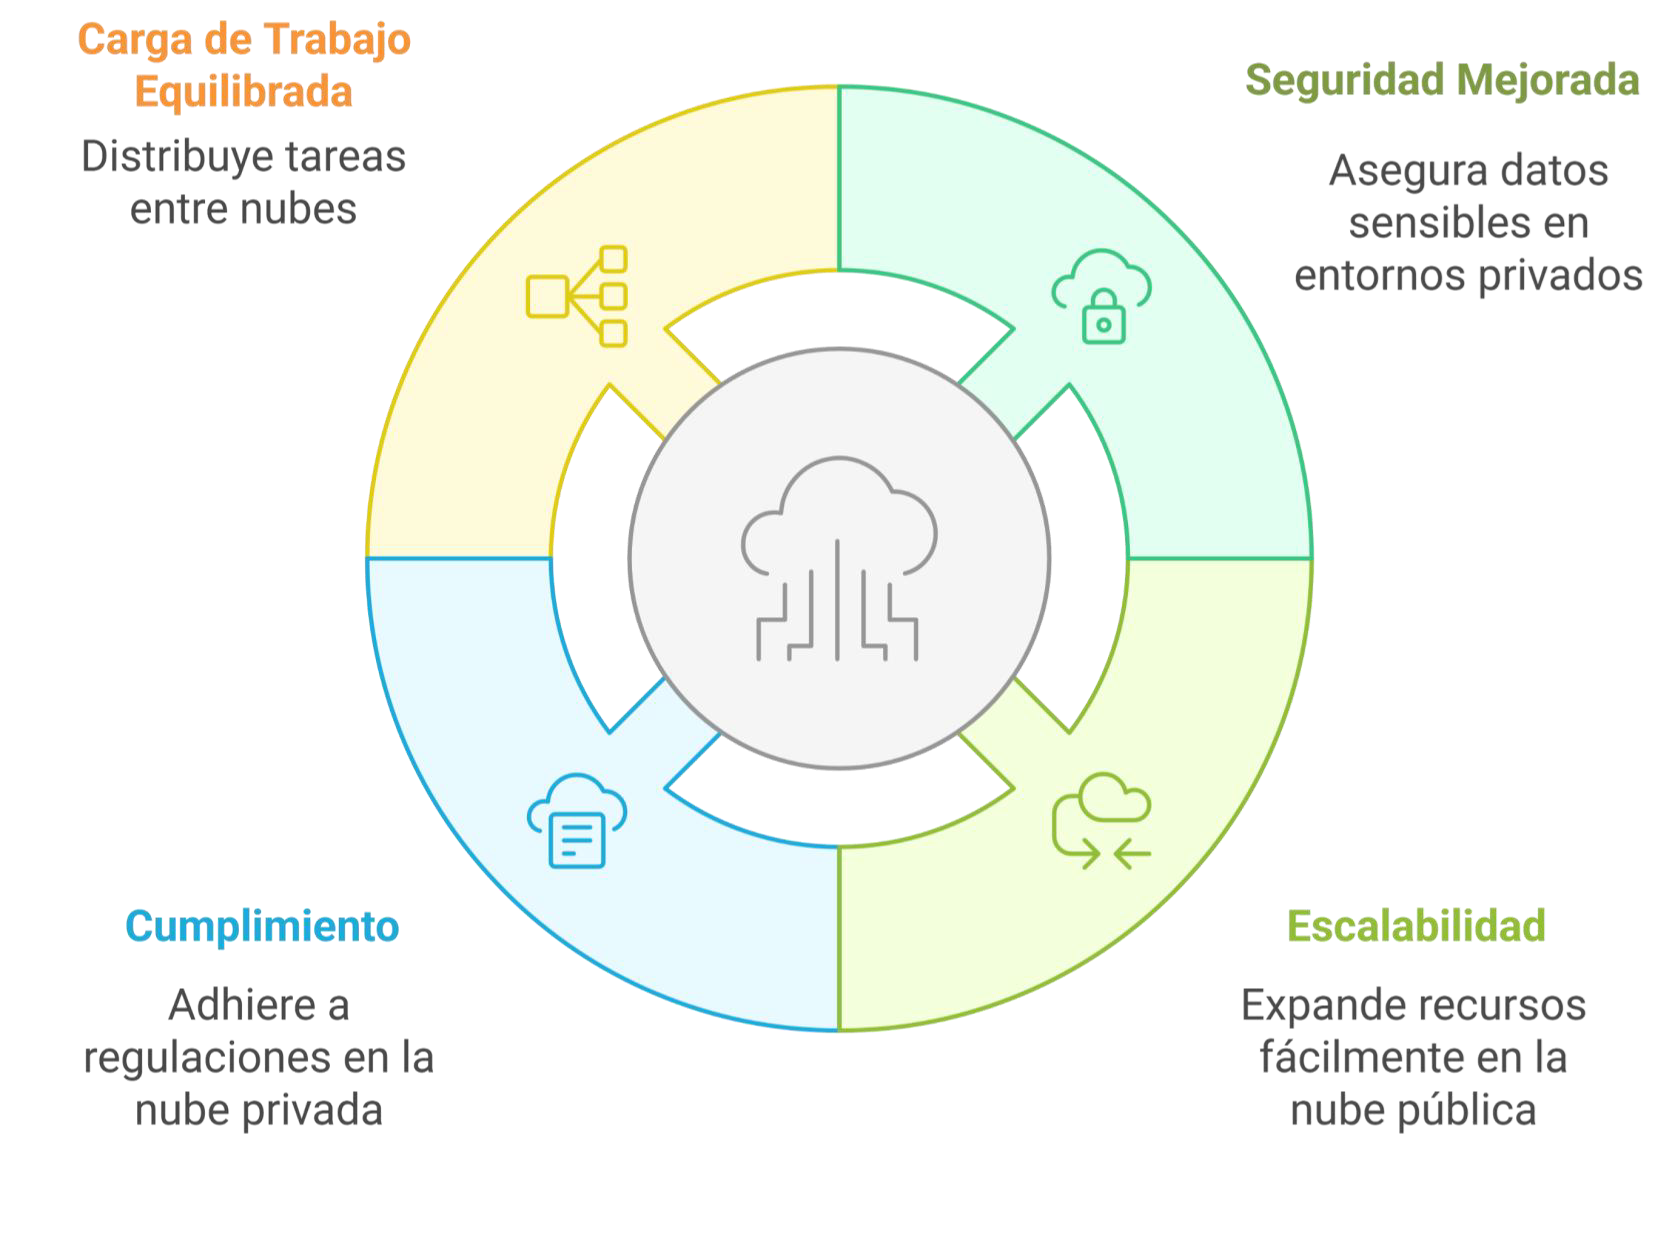 Carga de Trabajo
Equilibrada
Distribuye tareas
entre nubes
Seguridad Mejorada
Asegura datos
sensibles en
entornos privados
Cumplimiento
Adhiere a
regulaciones en la
nube privada
Escalabilidad
Expande recursos
fácilmente en la
nube pública